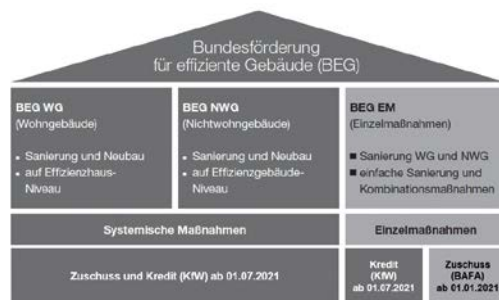 Bundesförderung
für effiziente Gebäude (BEG)
BEG WG
(Wohngebäude)
• Sanierung und Neubau
• auf Effizienzhaus-
Niveau
BEG NWG
(Nichtwohngebäude)
• Sanierung und Neubau
• auf Effizienzgebäude-
Niveau
BEG EM
(Einzelmaßnahmen)
■ Sanierung WG und NWG
■ einfache Sanierung und
Kombinationsmaßnahmen
Systemische Maßnahmen
Einzelmaßnahmen
Zuschuss und Kredit (KfW) ab 01.07.2021
Kredit
(KfW)
ab 01.07.2021
Zuschuss
(BAFA)
ab 01.01.2021